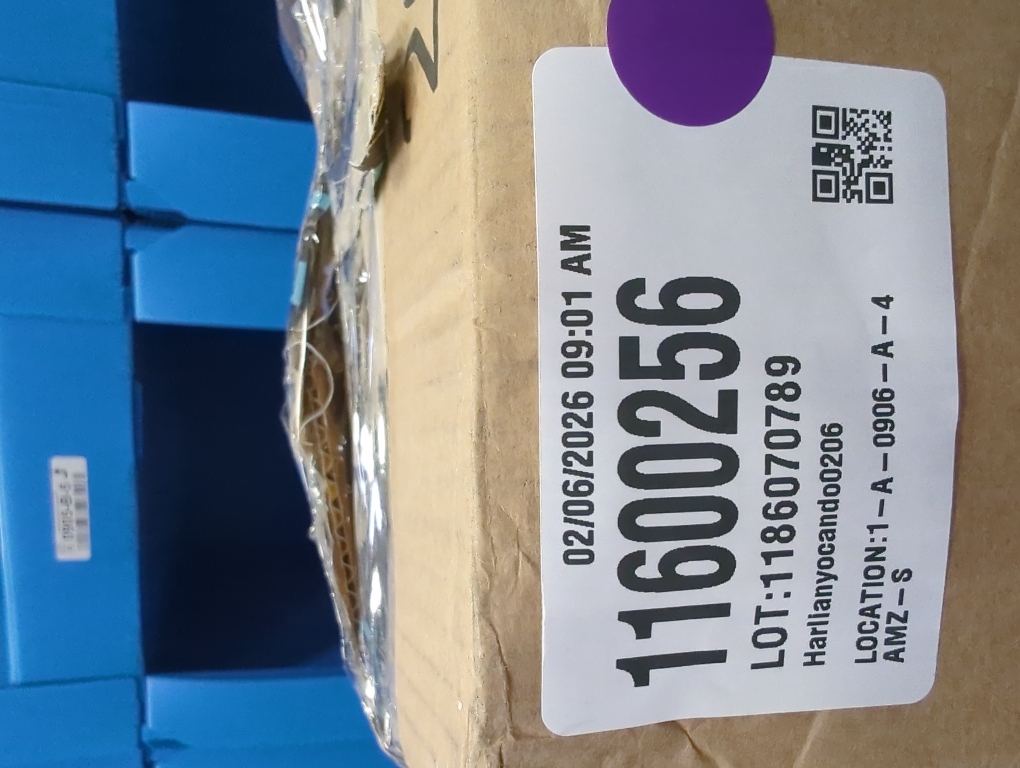 02/06/2026 09:01 AM
11600256
LOT:1186070789
Harllanyocando0206
LOCATION:1-A-0906-A-4
AMZ-S